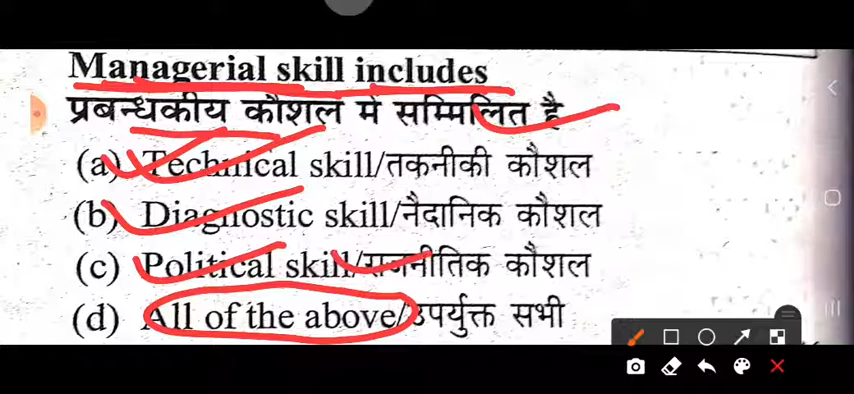 Managerial skill includes
प्रबन्धकीय कौशल में सम्मिलित है
(a) Technical skill/तकनीकी कौशल
(b) Diagnostic skill/नैदानिक कौशल
(c) Political skill/राजनीतिक कौशल
(d) All of the above/उपर्युक्त सभी